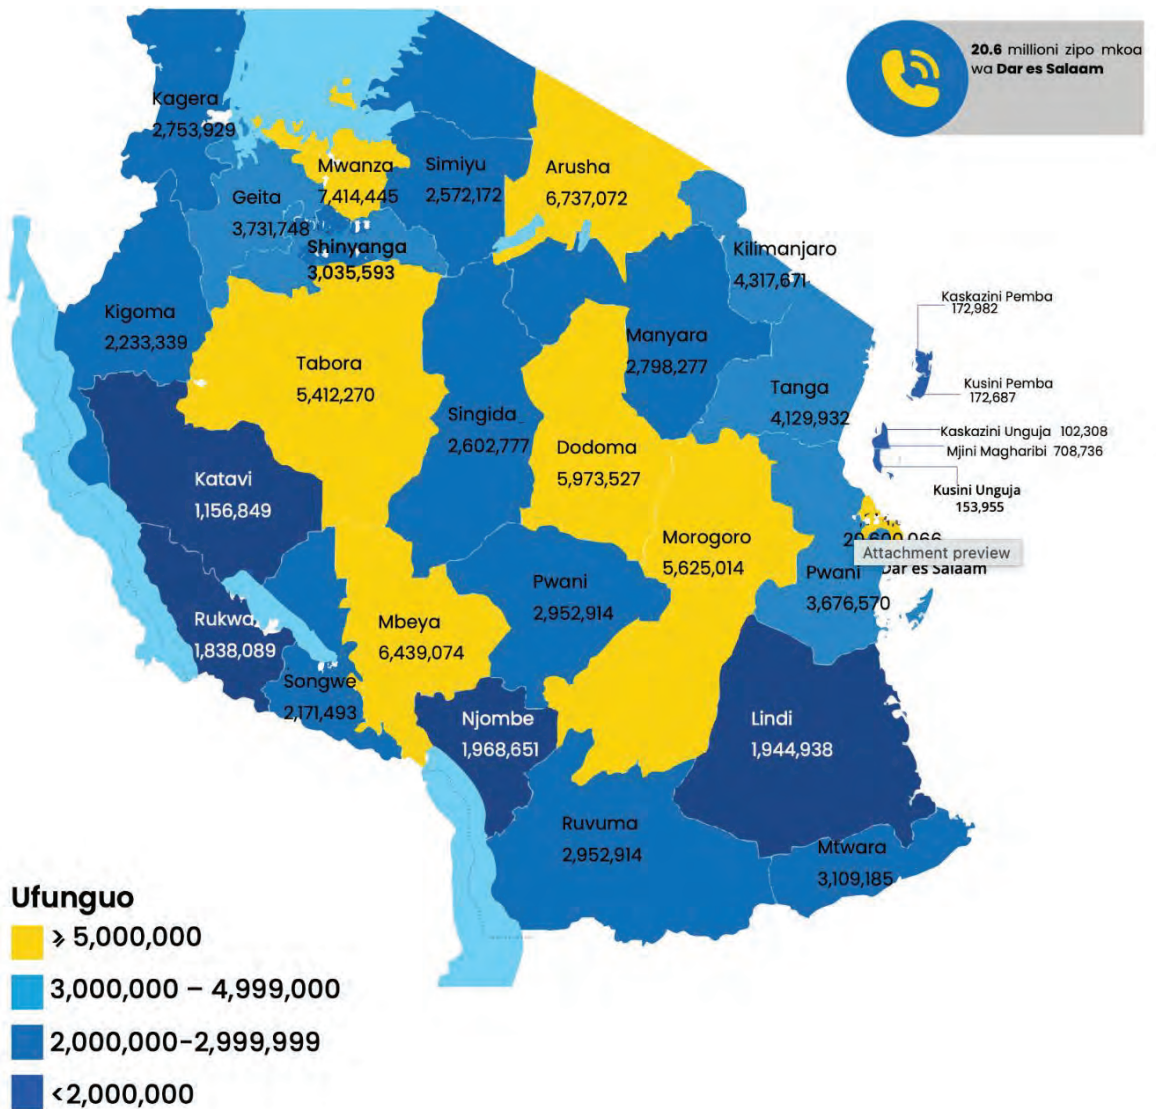 20.6 millioni zipo mkoa
wa Dar es Salaam
Kagera
2,753,929
Mwanza
7,414,445
Simiyu
2,572,172
Arusha
6,737,072
Geita
3,731,748
Shinyanga
3,035,593
Kilimanjaro
4,317,671
Kigoma
2,233,339
Tabora
5,412,270
Manyara
2,798,277
Kaskazini Pemba
172,982
Kusini Pemba
172,687
Tanga
4,129,932
Singida
2,602,777
Dodoma
5,973,527
Kaskazini Unguja 102,308
Mjini Magharibi 708,736
Kusini Unguja
153,955
Katavi
1,156,849
Morogoro
5,625,014
Attachment preview
Dar es Salaam
Pwani
3,676,570
Pwani
2,952,914
Rukwa
1,838,089
Mbeya
6,439,074
Songwe
2,171,493
Njombe
1,968,651
Lindi
1,944,938
Ruvuma
2,952,914
Mtwara
3,109,185
Ufunguo
⩾ 5,000,000
3,000,000 – 4,999,000
2,000,000-2,999,999
<2,000,000